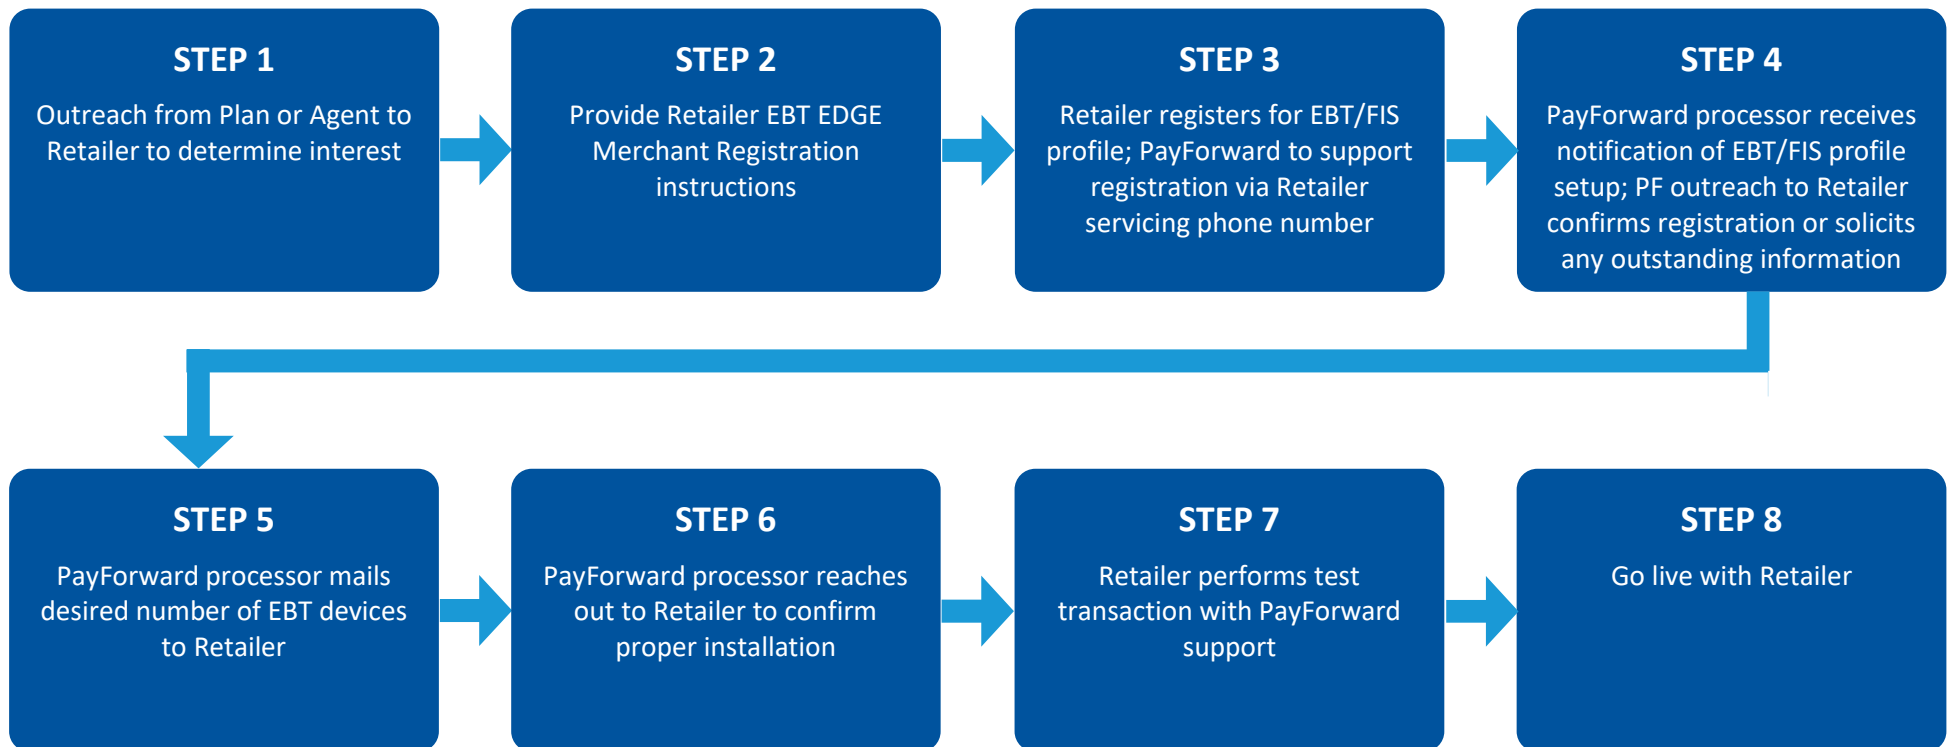 STEP 1
Outreach from Plan or Agent to
Retailer to determine interest
STEP 2
Provide Retailer EBT EDGE
Merchant Registration
instructions
STEP 3
Retailer registers for EBT/FIS
profile; PayForward to support
registration via Retailer
servicing phone number
STEP 4
PayForward processor receives
notification of EBT/FIS profile
setup; PF outreach to Retailer
confirms registration or solicits
any outstanding information
STEP 5
PayForward processor mails
desired number of EBT devices
to Retailer
STEP 6
PayForward processor reaches
out to Retailer to confirm
proper installation
STEP 7
Retailer performs test
transaction with PayForward
support
STEP 8
Go live with Retailer